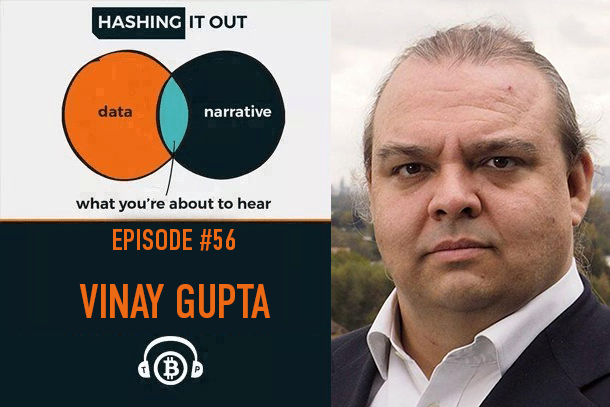 HASHING IT OUT
data
narrative
what you're about to hear
EPISODE #56
VINAY GUPTA
T ₿ P